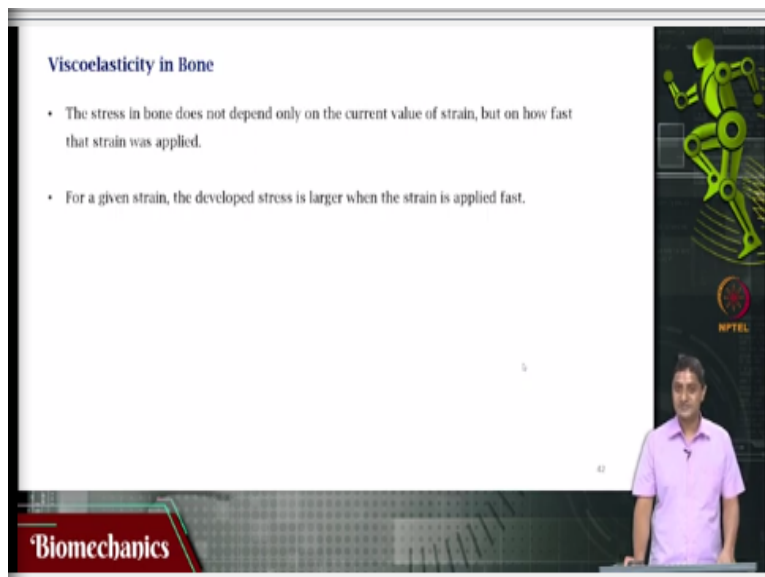 Viscoelasticity in Bone
• The stress in bone does not depend only on the current value of strain, but on how fast
that strain was applied.
• For a given strain, the developed stress is larger when the strain is applied fast.
NPTEL
42
Biomechanics